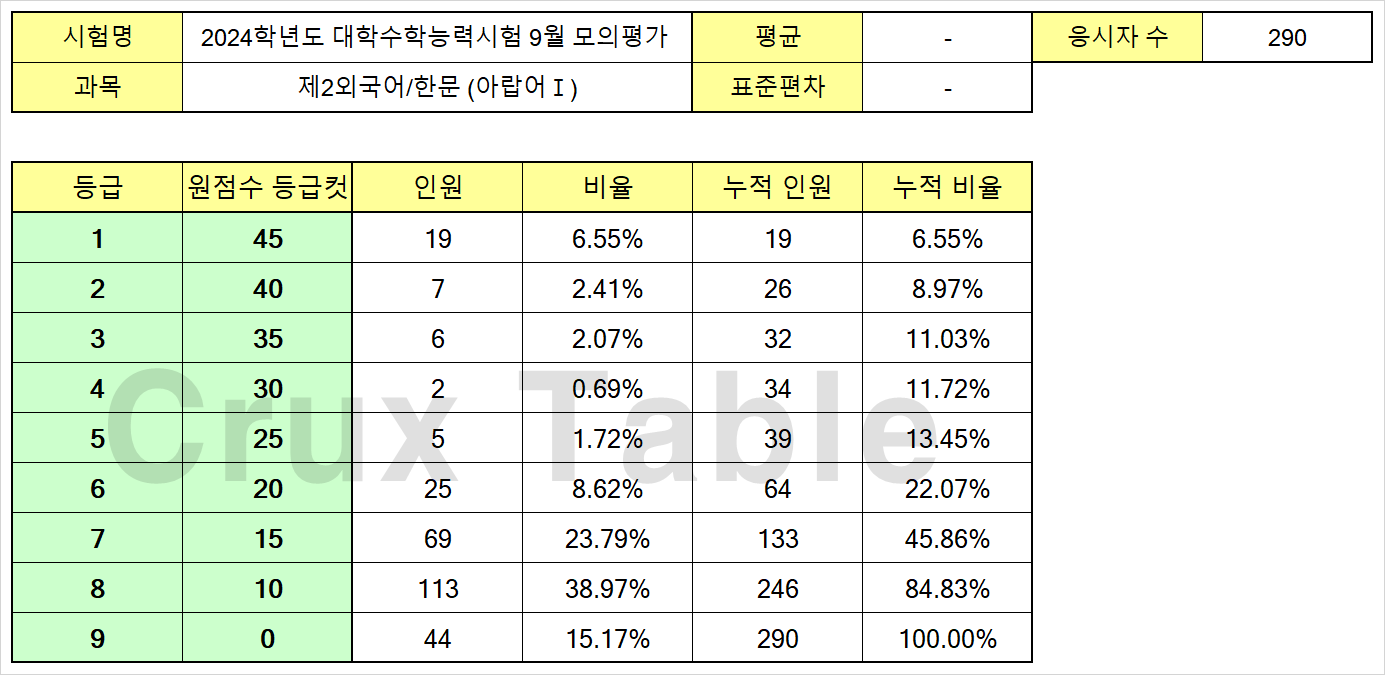 시험명 2024학년도 대학수학능력시험 9월 모의평가 평균 - 응시자 수 290
과목 제2외국어/한문 (아랍어Ⅰ) 표준편차 -
등급 원점수 등급컷 인원 비율 누적 인원 누적 비율
1 45 19 6.55% 19 6.55%
2 40 7 2.41% 26 8.97%
3 35 6 2.07% 32 11.03%
4 30 2 0.69% 34 11.72%
5 25 5 1.72% 39 13.45%
6 20 25 8.62% 64 22.07%
7 15 69 23.79% 133 45.86%
8 10 113 38.97% 246 84.83%
9 0 44 15.17% 290 100.00%
Crux Table